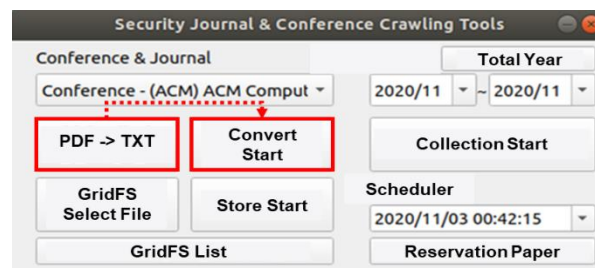 Security Journal & Conference Crawling Tools
Conference & Journal
Total Year
Conference - (ACM) ACM Comput
2020/11 ~ 2020/11
PDF -> TXT
Convert
Start
Collection Start
GridFS
Select File
Store Start
Scheduler
2020/11/03 00:42:15
GridFS List
Reservation Paper